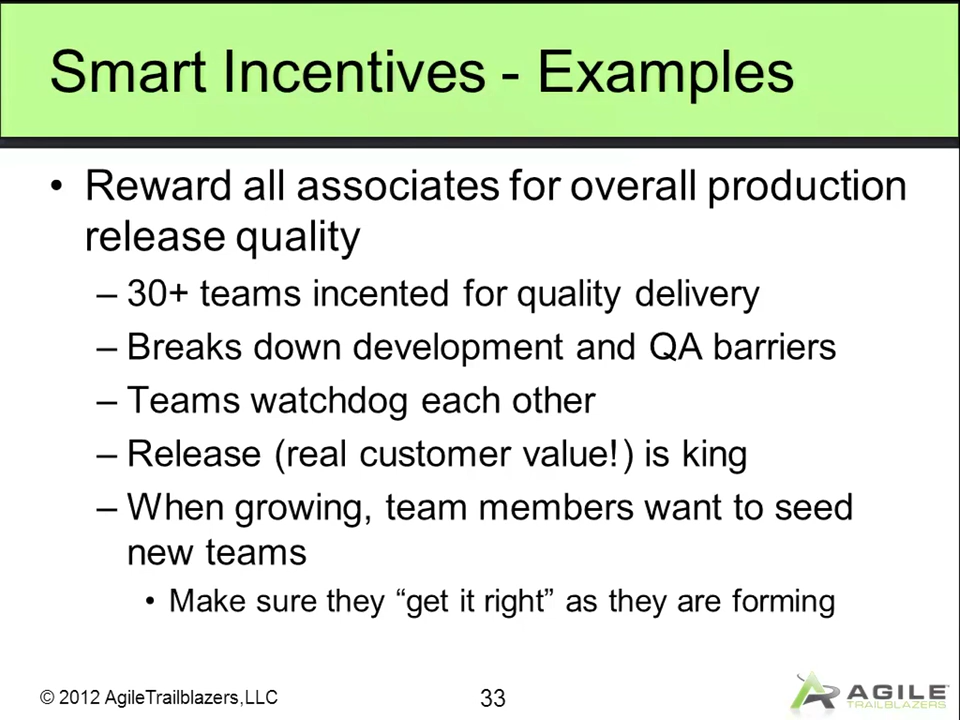 Smart Incentives - Examples
• Reward all associates for overall production
release quality
– 30+ teams incented for quality delivery
– Breaks down development and QA barriers
– Teams watchdog each other
– Release (real customer value!) is king
– When growing, team members want to seed
new teams
• Make sure they “get it right” as they are forming
© 2012 AgileTrailblazers,LLC
33
AGILE
TRAILBLAZERS